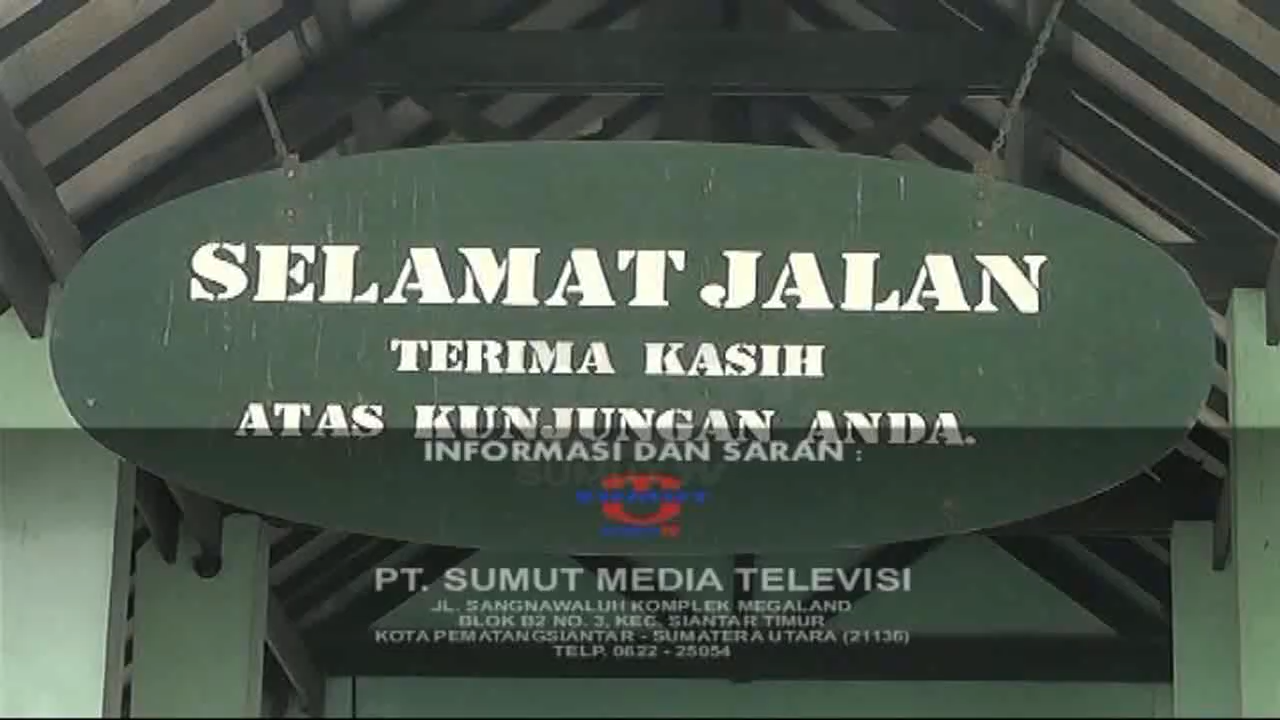 SELAMAT JALAN
TERIMA KASIH
ATAS KUNJUNGAN ANDA.
INFORMASI DAN SARAN :
SUMUT
PT. SUMUT MEDIA TELEVISI
JL. SANGNAWALUH KOMPLEK MEGALAND
BLOK B2 NO. 3, KEC. SIANTAR TIMUR
KOTA PEMATANGSIANTAR - SUMATERA UTARA (21136)
TELP. 0622 - 25054